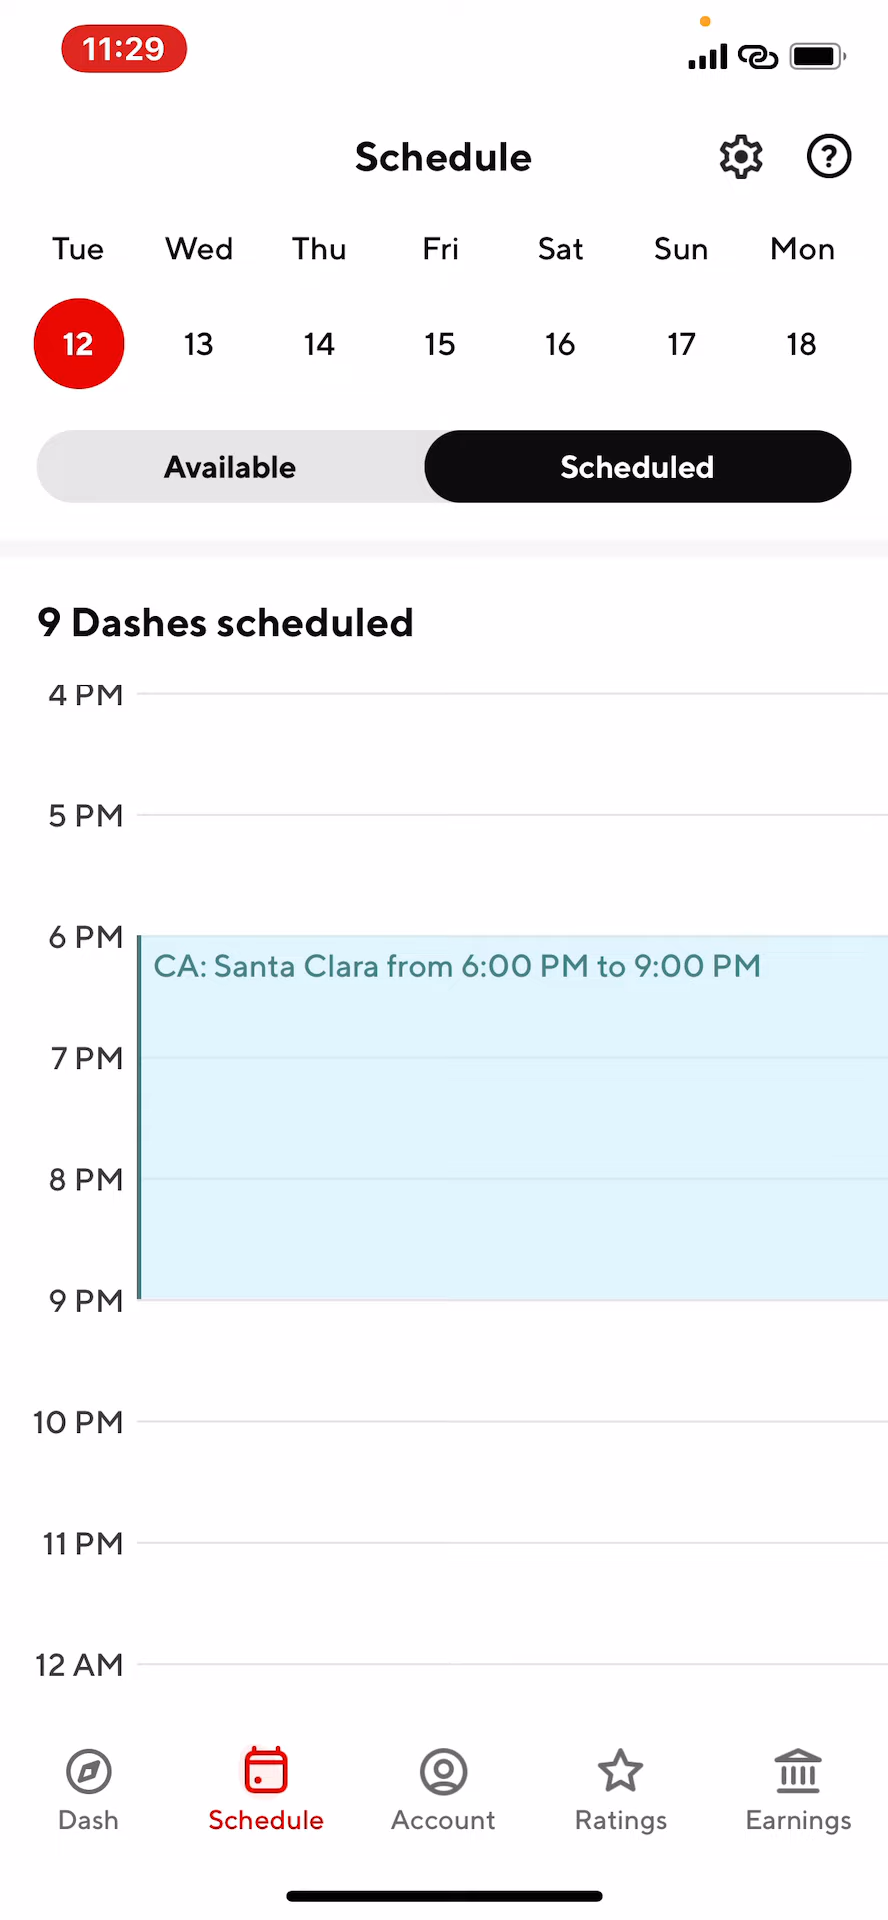 11:29
Schedule
Tue Wed Thu Fri Sat Sun Mon
12 13 14 15 16 17 18
Available Scheduled
9 Dashes scheduled
4 PM
5 PM
6 PM
CA: Santa Clara from 6:00 PM to 9:00 PM
7 PM
8 PM
9 PM
10 PM
11 PM
12 AM
Dash Schedule Account Ratings Earnings